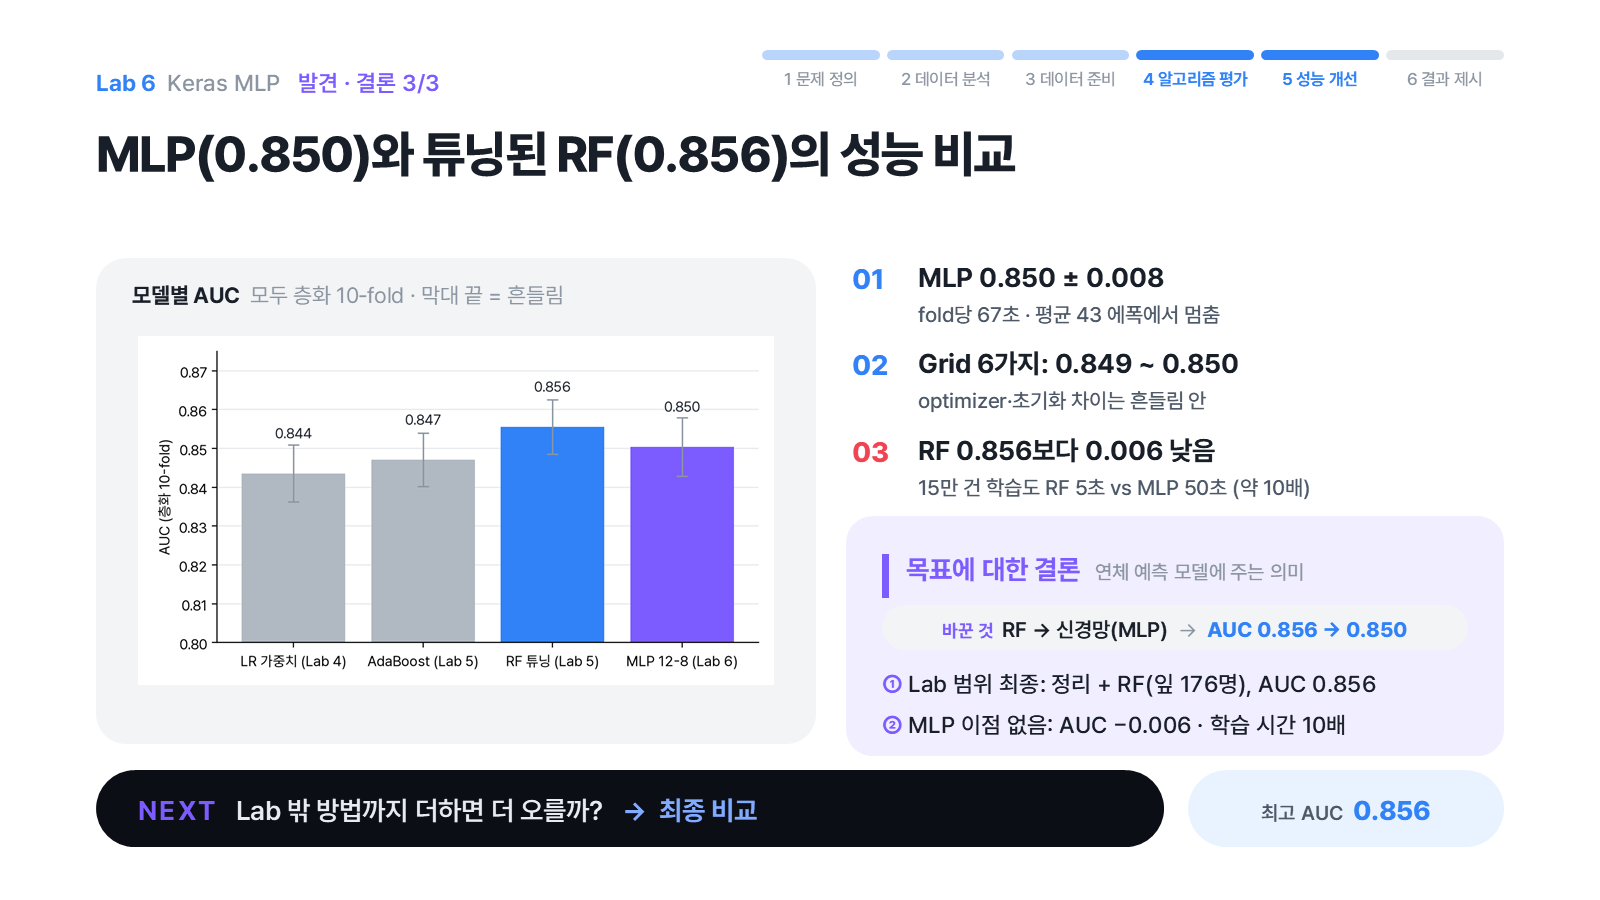 Lab 6 Keras MLP 발견 · 결론 3/3
1 문제 정의
2 데이터 분석
3 데이터 준비
4 알고리즘 평가
5 성능 개선
6 결과 제시
MLP(0.850)와 튜닝된 RF(0.856)의 성능 비교
모델별 AUC 모두 층화 10-fold · 막대 끝 = 흔들림
AUC (층화 10-fold)
0.87
0.86
0.85
0.84
0.83
0.82
0.81
0.80
0.844
0.847
0.856
0.850
LR 가중치 (Lab 4)
AdaBoost (Lab 5)
RF 튜닝 (Lab 5)
MLP 12-8 (Lab 6)
01 MLP 0.850 ± 0.008
fold당 67초 · 평균 43 에폭에서 멈춤
02 Grid 6가지: 0.849 ~ 0.850
optimizer·초기화 차이는 흔들림 안
03 RF 0.856보다 0.006 낮음
15만 건 학습도 RF 5초 vs MLP 50초 (약 10배)
목표에 대한 결론 연체 예측 모델에 주는 의미
바꾼 것 RF → 신경망(MLP) → AUC 0.856 → 0.850
① Lab 범위 최종: 정리 + RF(잎 176명), AUC 0.856
② MLP 이점 없음: AUC −0.006 · 학습 시간 10배
NEXT Lab 밖 방법까지 더하면 더 오를까? → 최종 비교
최고 AUC 0.856